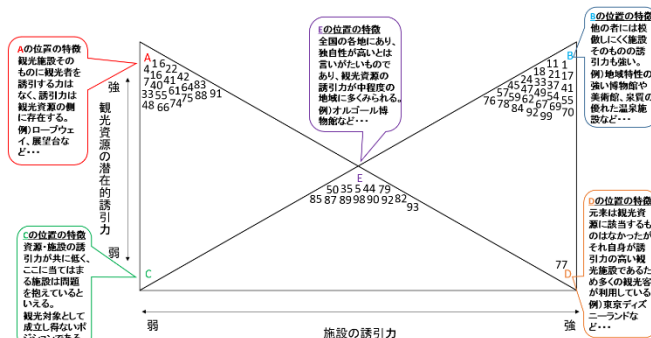 Aの位置の特徴
観光施設その
ものに観光者を
誘引する力は
なく、誘引力は
観光資源の側
に存在する。
例)ロープウェ
イ、展望台な
ど・・・
Eの位置の特徴
全国の各地にあり、
独自性が高いとは
言いがたいもので
あり、観光資源の
誘引力が中程度の
地域に多くみられる。
例)オルゴール博
物館など・・・
Bの位置の特徴
他の者には模
倣しにくく施設
そのものの誘
引力も強い。
例)地域特性の
強い博物館や
美術館、泉質の
優れた温泉施
設など・・・
Cの位置の特徴
資源・施設の誘
引力が共に低く、
ここに当てはま
る施設は問題
を抱えていると
いえる。
観光対象として
成立し得ないポ
ジションである
Dの位置の特徴
元来は観光資
源に該当するも
のはなかったが、
それ自身が誘
引力の高い観
光施設であるた
め多くの観光客
が利用している
例)東京ディズ
ニーランドな
ど・・・
観光資源の潜在的誘引力
強
弱
A
4 1 16 22
7 16 41 42 64 83
33 55 61 64 88 91
48 66 74 75
B
11 1
18 21 17
45 24 33 37 41
57 47 49 54 55
76 78 59 62 67 69 70
84 92 99
E
50 35 5 44 79
85 87 89 98 90 92 82
93
C
77
D
弱
施設の誘引力
強